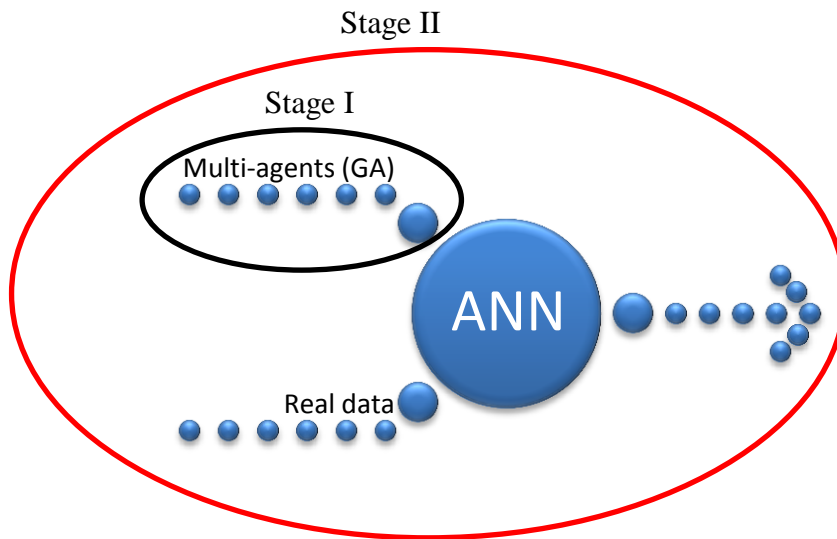 Stage II
Stage I
Multi-agents (GA)
ANN
Real data